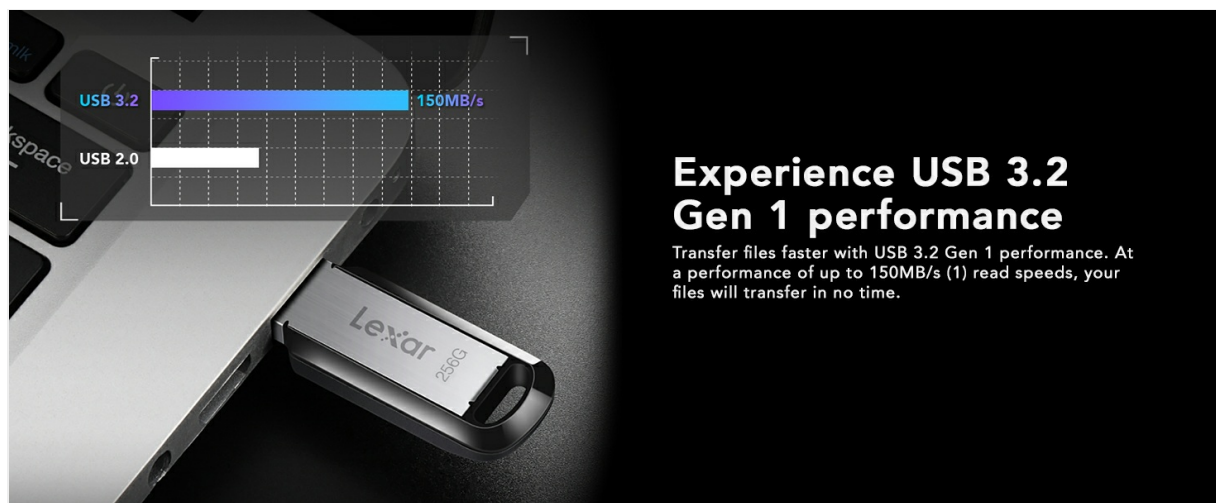 USB 3.2
150MB/s
USB 2.0
Experience USB 3.2
Gen 1 performance
Transfer files faster with USB 3.2 Gen 1 performance. At
a performance of up to 150MB/s (1) read speeds, your
files will transfer in no time.
Lexar
256G